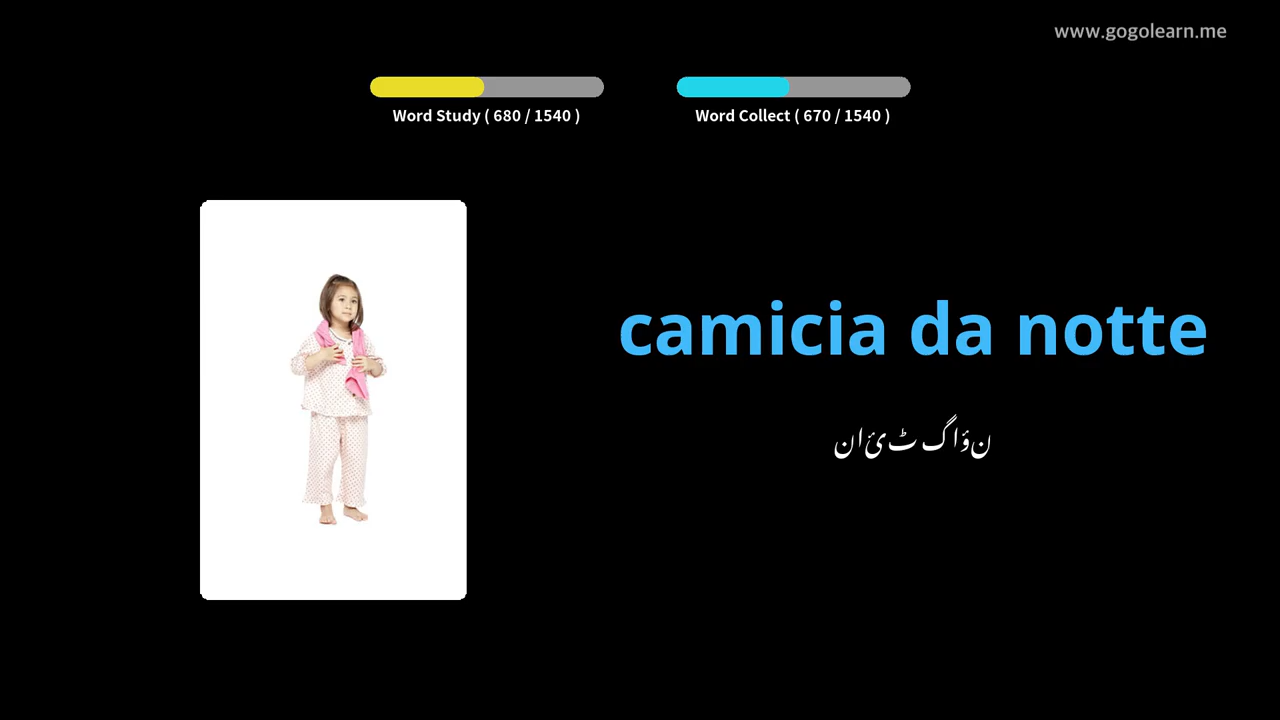 www.gogolearn.me
Word Study ( 680 / 1540 )
Word Collect ( 670 / 1540 )
camicia da notte
نائٹ گاؤن